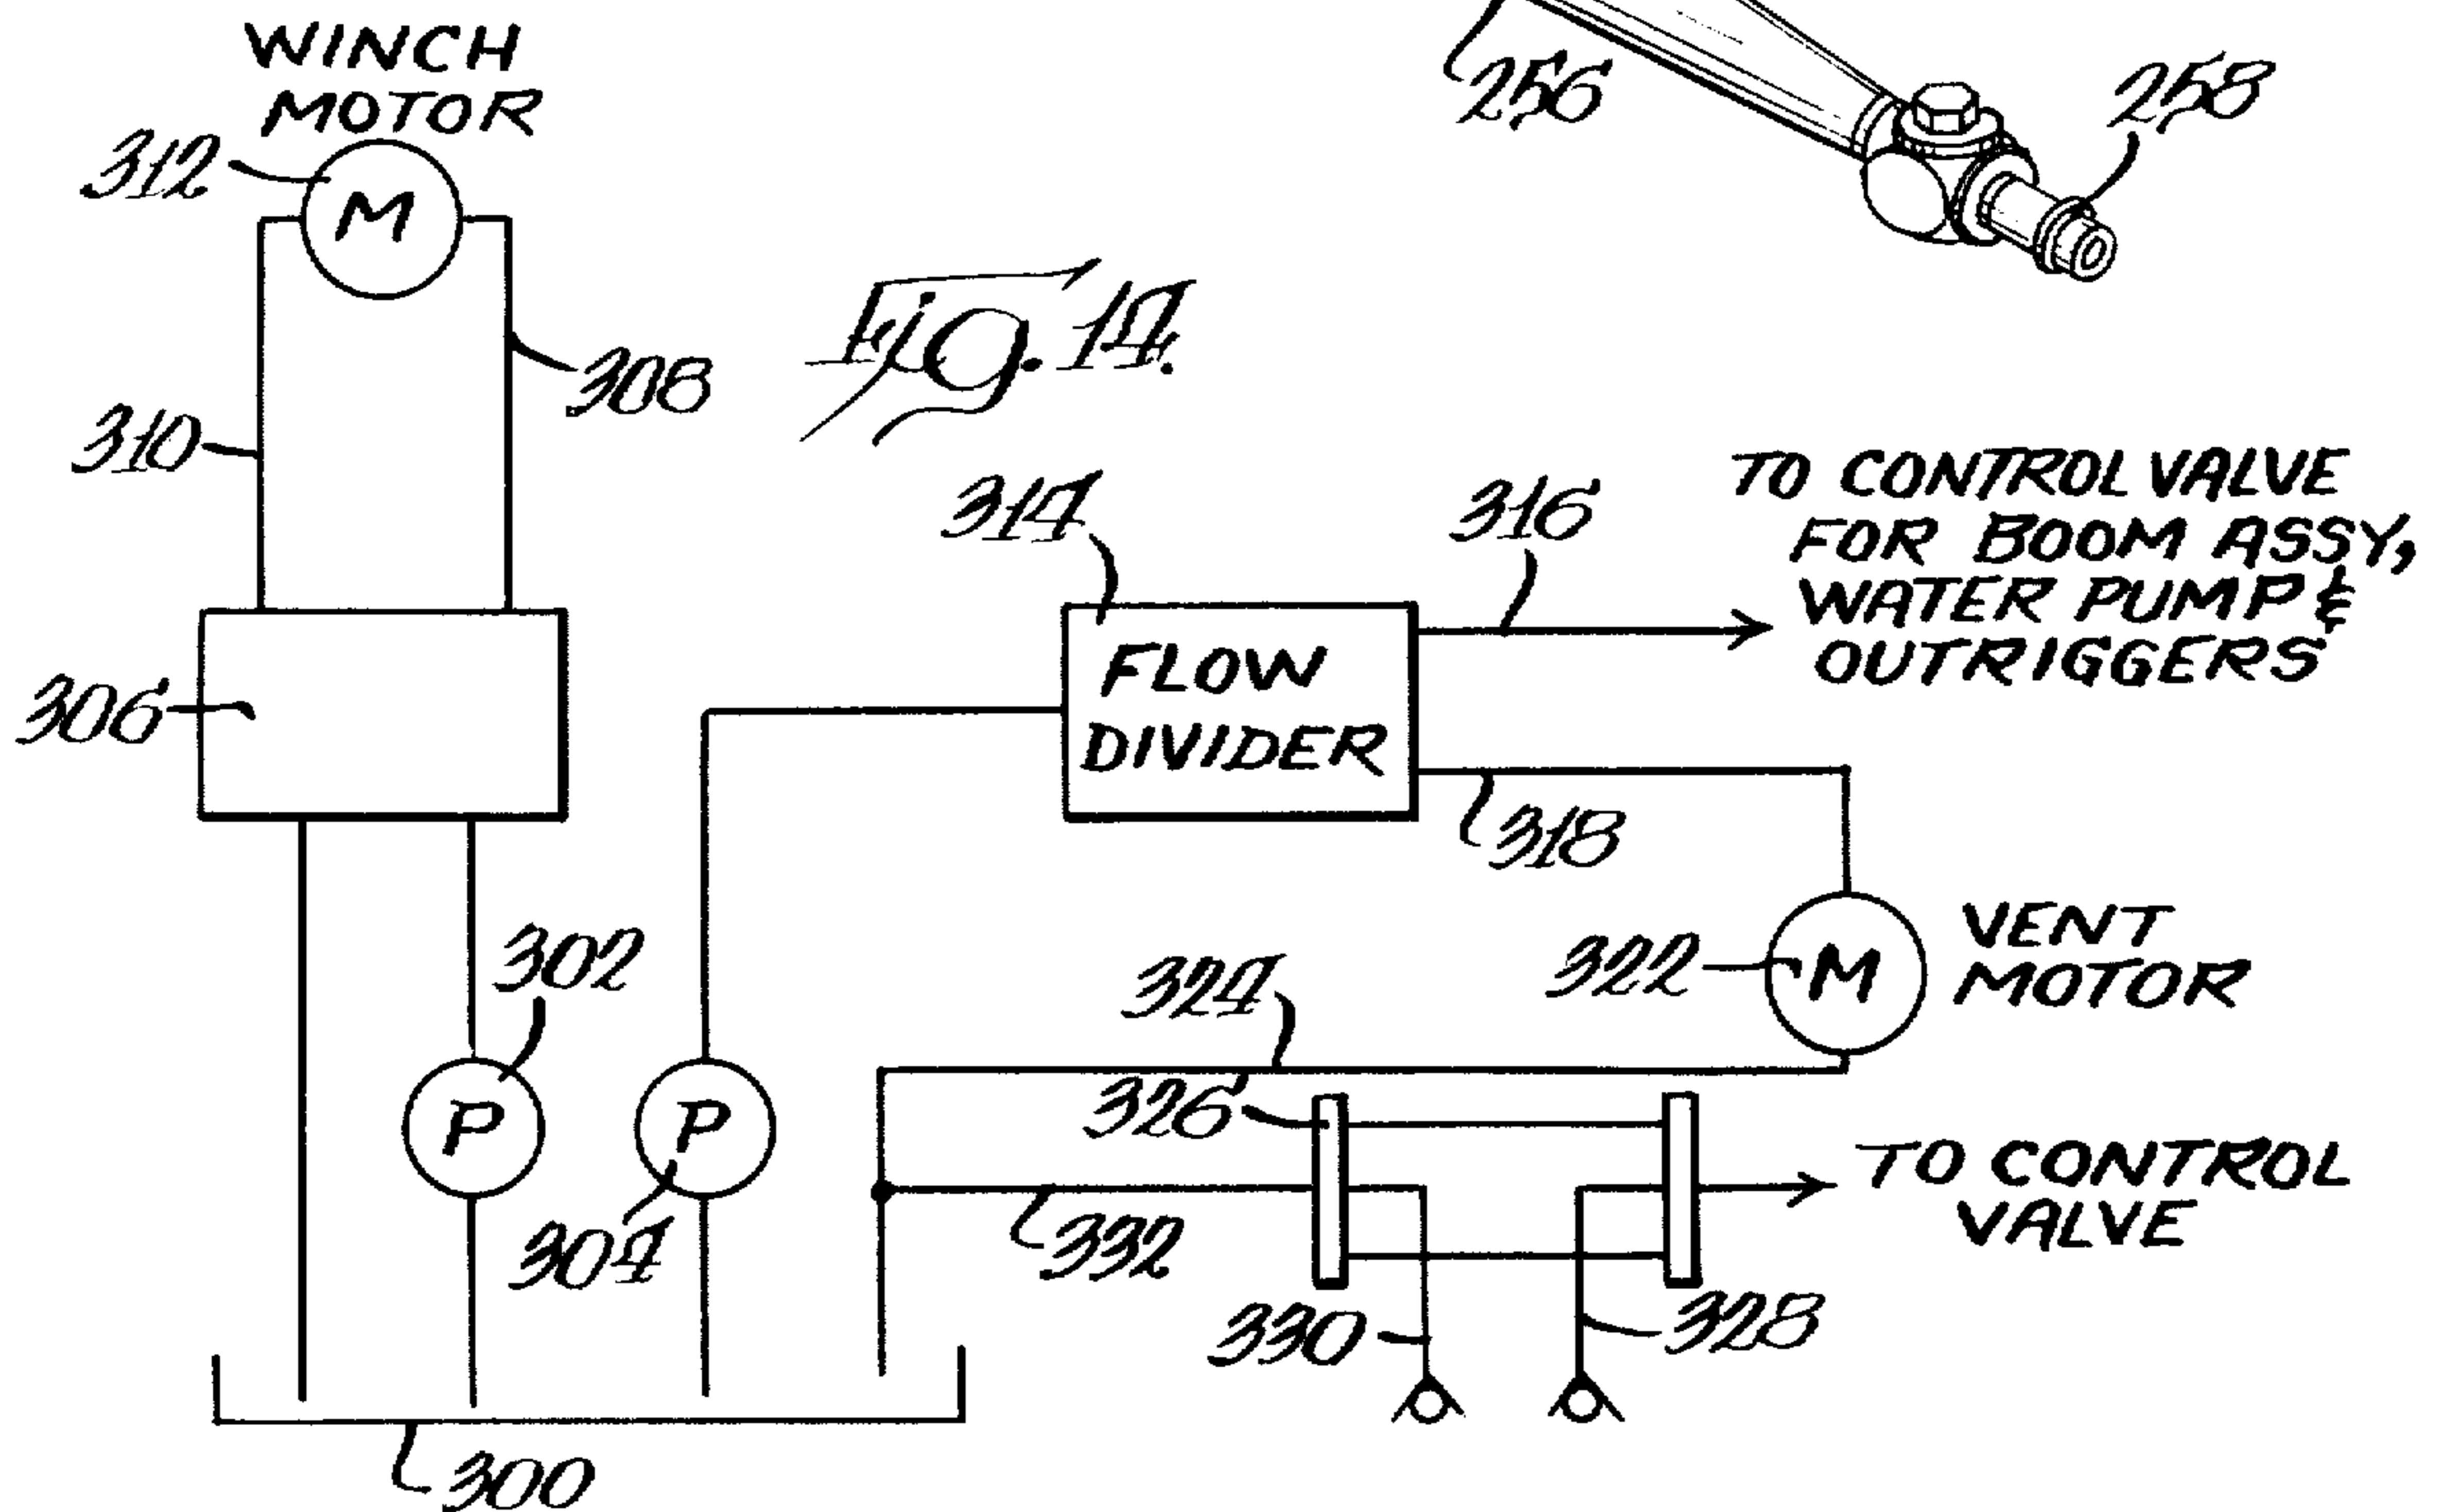 WINCH
MOTOR
312
M
256
258
308
Fig. 14.
310
314
316
TO CONTROL VALVE
FOR BOOM ASSY,
WATER PUMP &
OUTRIGGERS
306
FLOW
DIVIDER
318
302
324
322
M
VENT
MOTOR
P
P
326
304
332
TO CONTROL
VALVE
330
328
300